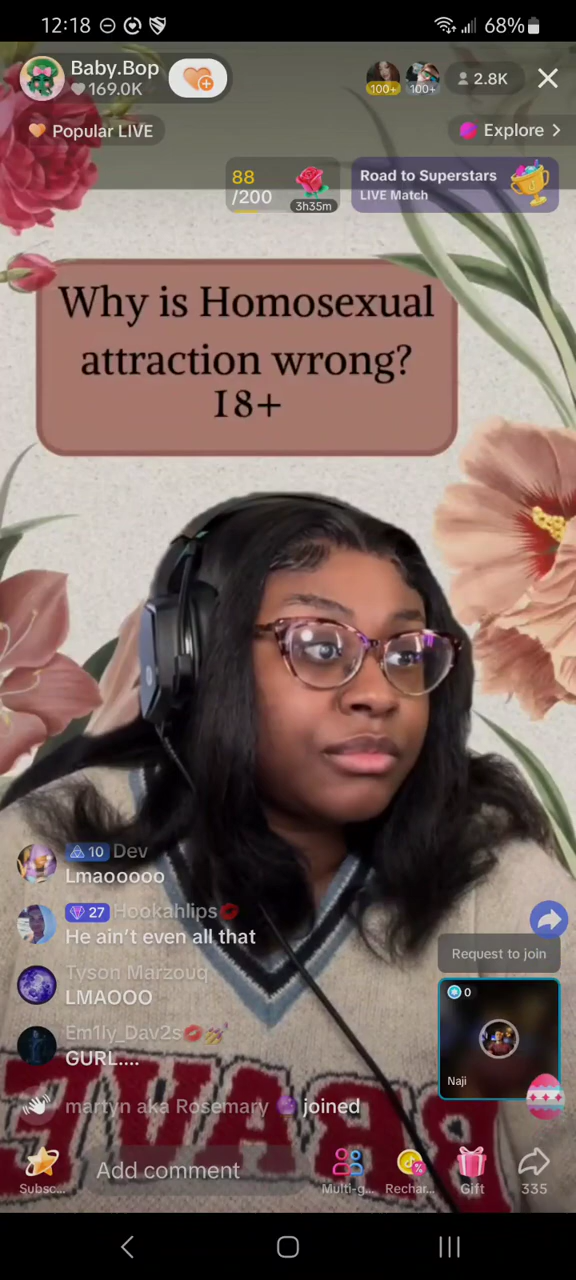 12:18
68%
Baby.Bop
169.0K
100+
100+
2.8K
Popular LIVE
Explore
88
/200
3h35m
Road to Superstars
LIVE Match
Why is Homosexual
attraction wrong?
18+
10 Dev
Lmaooooo
27 Hookahlips
He ain't even all that
Tyson Marzouq
LMAOOO
Em1ly_Dav2s
GURL....
martyn aka Rosemary joined
Request to join
0
Naji
Subsc...
Add comment
Multi-g...
Rechar...
Gift
335